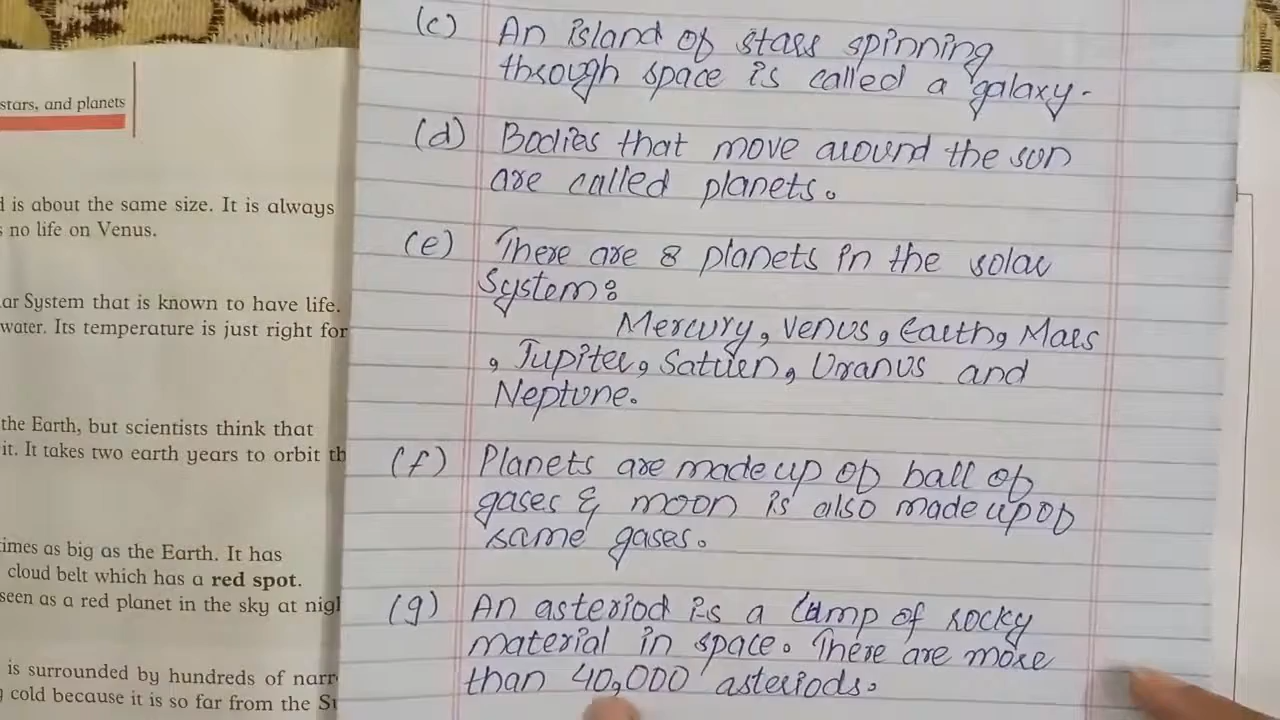 stars, and planets
d is about the same size. It is always
s no life on Venus.
ar System that is known to have life.
water. Its temperature is just right for
the Earth, but scientists think that
it. It takes two earth years to orbit th
imes as big as the Earth. It has
cloud belt which has a red spot.
seen as a red planet in the sky at nigh
is surrounded by hundreds of narr
g cold because it is so far from the Su
(c) An island of stars spinning
through space is called a galaxy.
(d) Bodies that move around the sun
are called planets.
(e) There are 8 planets in the solar
System:
Mercury, Venus, Earth, Mars
, Jupiter, Satuen, Uranus and
Neptune.
(f) Planets are made up of ball of
gases & moon is also made up of
same gases.
(g) An asteriod is a lump of rocky
material in space. There are more
than 40,000 asteriods.